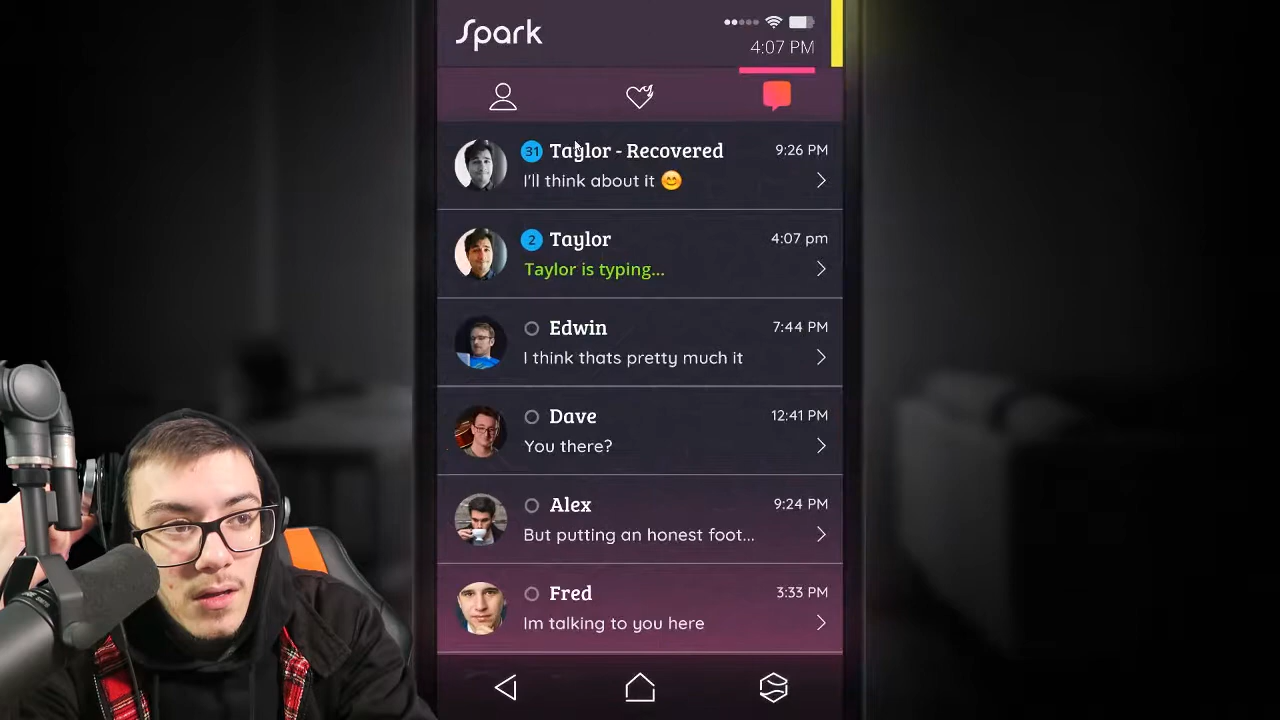 Spark
4:07 PM
31 Taylor - Recovered 9:26 PM
I'll think about it 😊
2 Taylor 4:07 pm
Taylor is typing...
Edwin 7:44 PM
I think thats pretty much it
Dave 12:41 PM
You there?
Alex 9:24 PM
But putting an honest foot...
Fred 3:33 PM
Im talking to you here